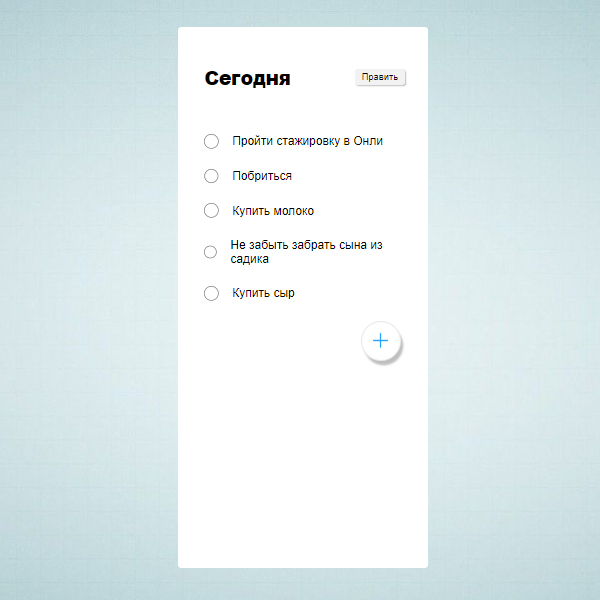 Сегодня
Править
Пройти стажировку в Онли
Побриться
Купить молоко
Не забыть забрать сына из
садика
Купить сыр